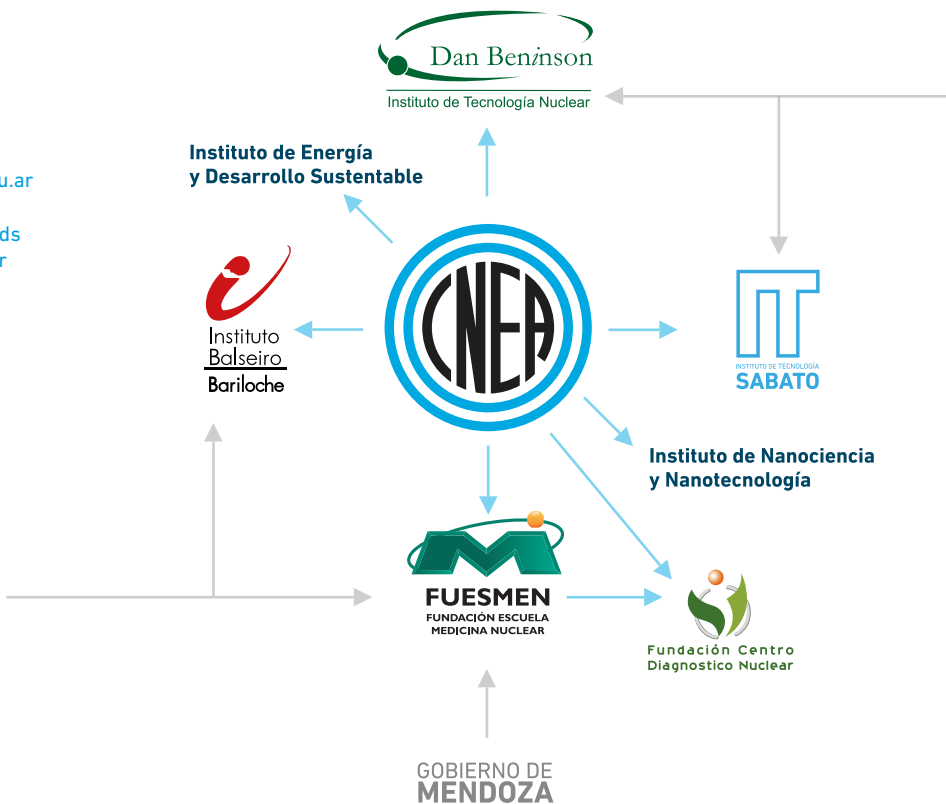 Dan Beninson
Instituto de Tecnología Nuclear
Instituto de Energía
y Desarrollo Sustentable
u.ar
ds
r
CNEA
Instituto
Balseiro
Bariloche
IT
INSTITUTO DE TECNOLOGÍA
SABATO
Instituto de Nanociencia
y Nanotecnología
FUESMEN
FUNDACIÓN ESCUELA
MEDICINA NUCLEAR
Fundación Centro
Diagnostico Nuclear
GOBIERNO DE
MENDOZA